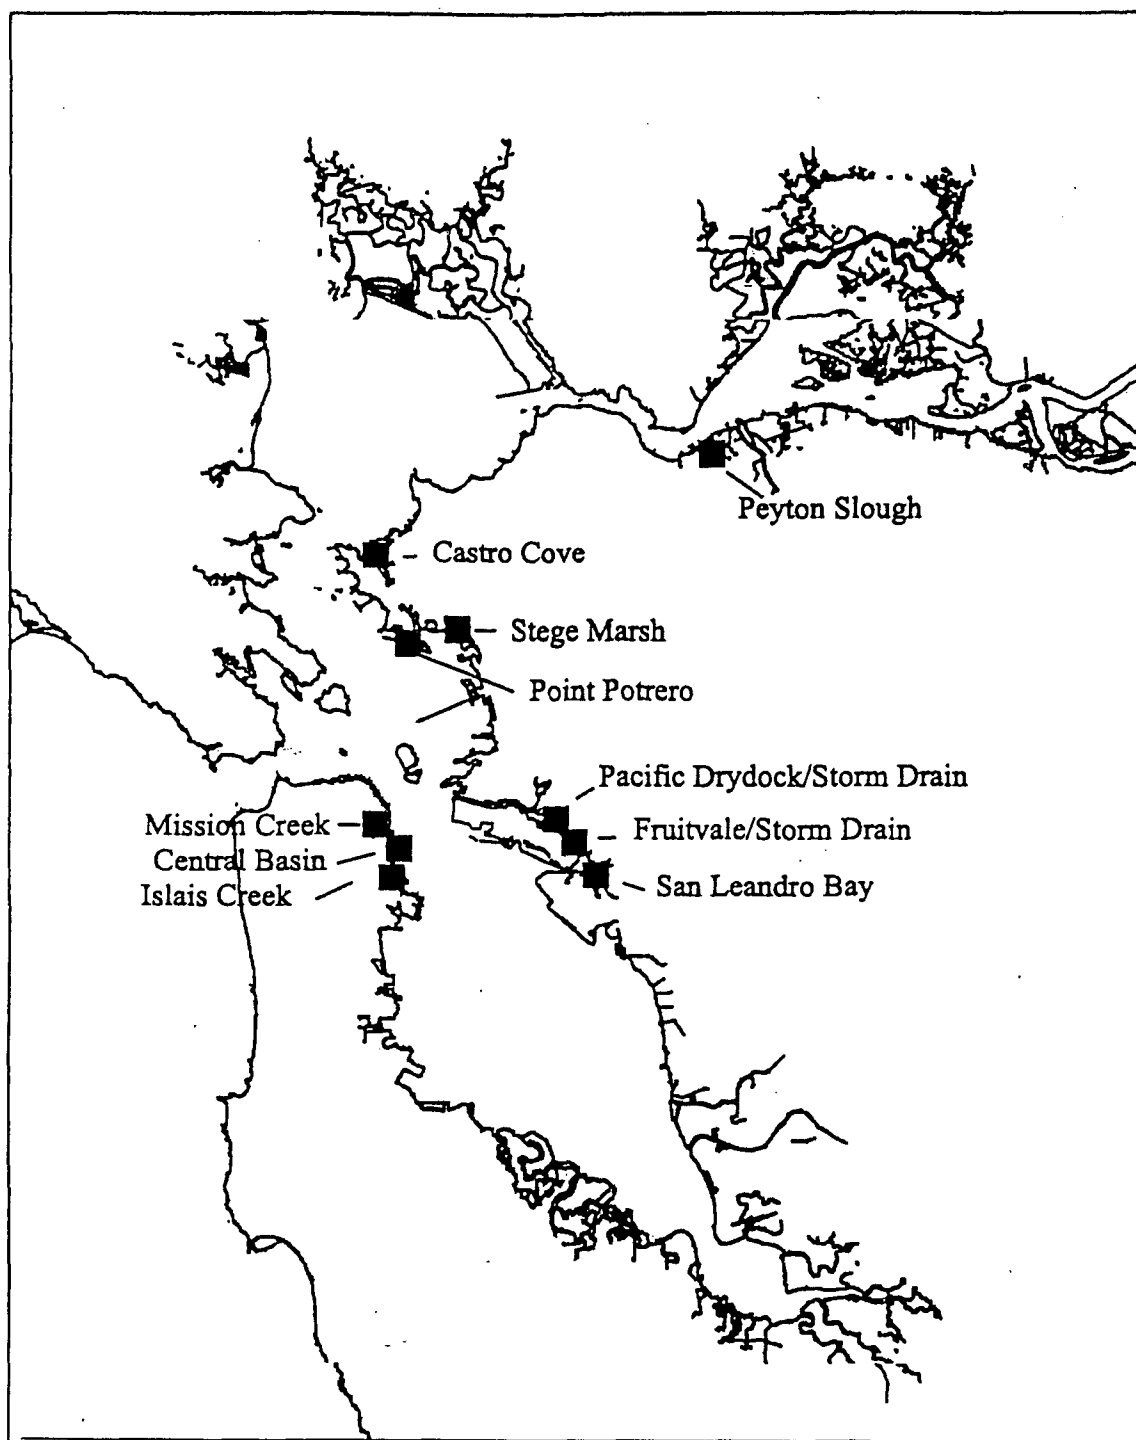 Peyton Slough
Castro Cove
Stege Marsh
Point Potrero
Pacific Drydock/Storm Drain
Mission Creek
Fruitvale/Storm Drain
Central Basin
Islais Creek
San Leandro Bay